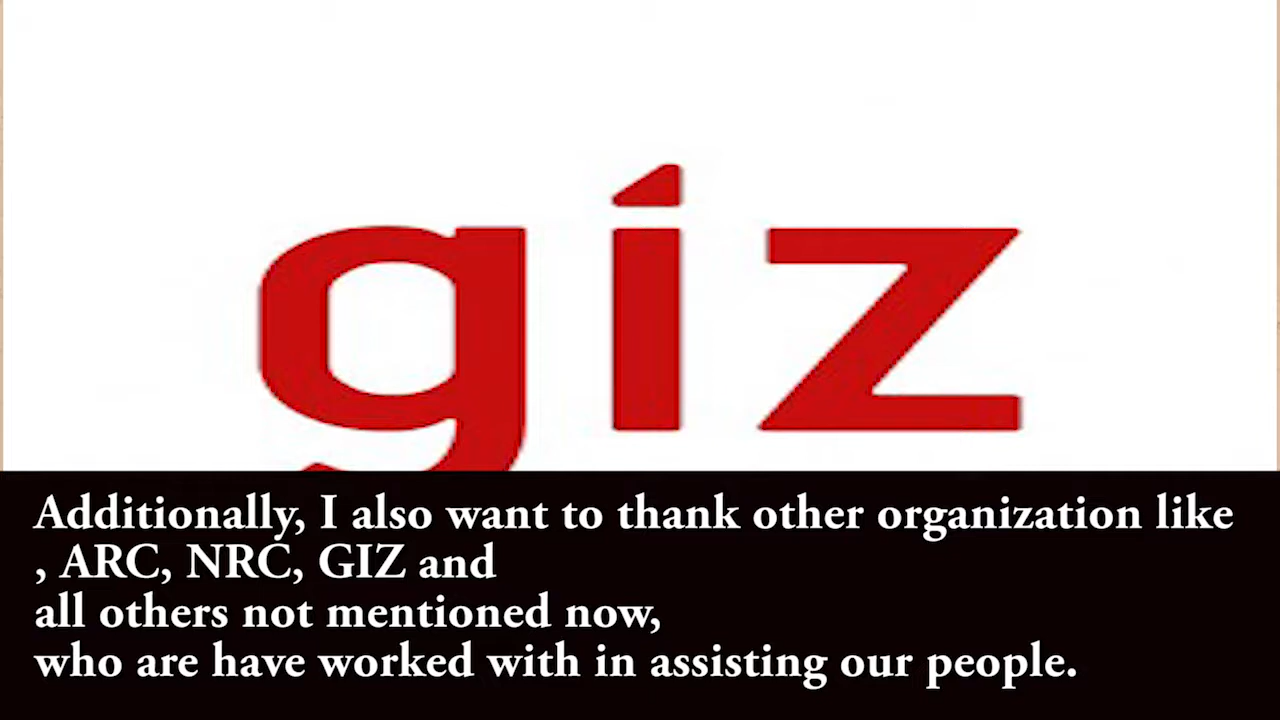 giz
Additionally, I also want to thank other organization like
, ARC, NRC, GIZ and
all others not mentioned now,
who are have worked with in assisting our people.